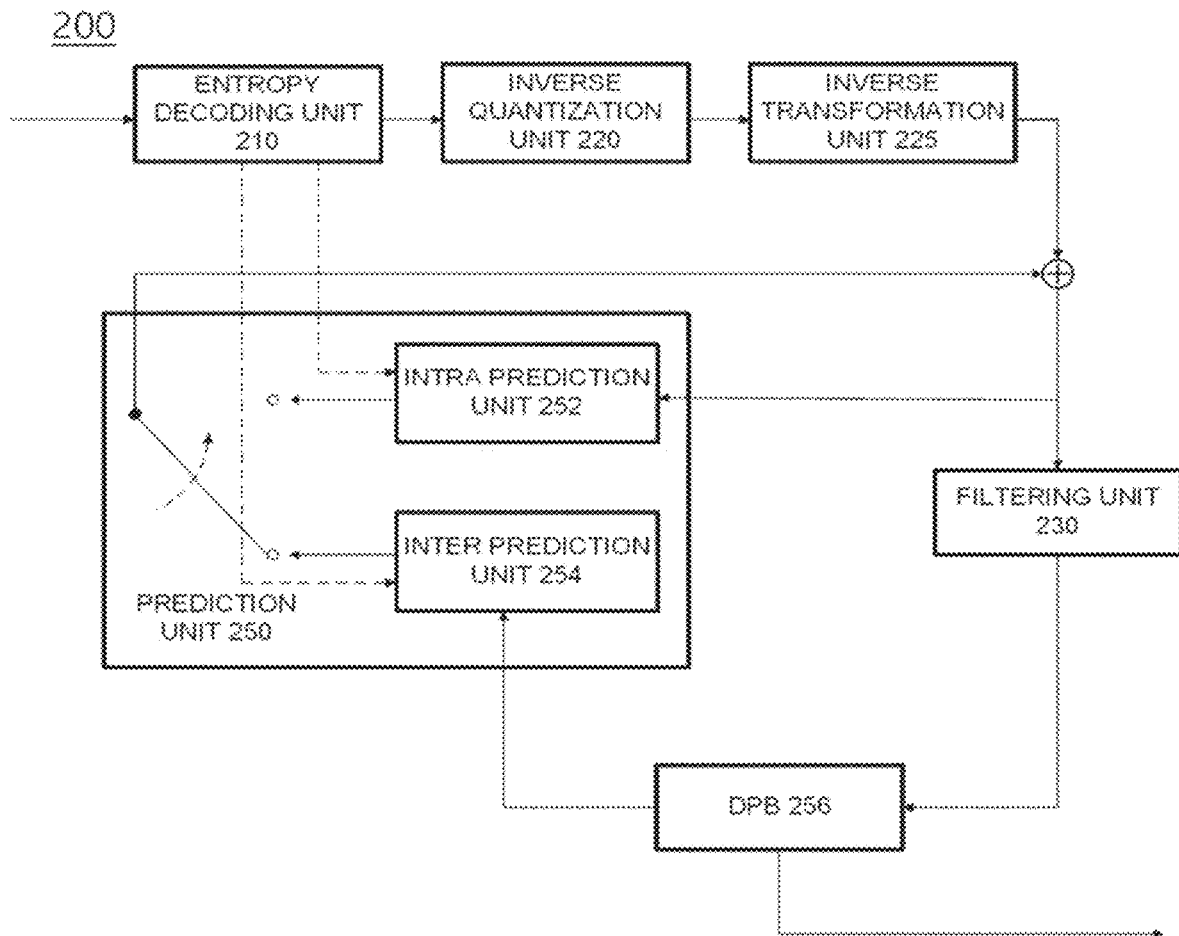 200
ENTROPY
DECODING UNIT
210
INVERSE
QUANTIZATION
UNIT 220
INVERSE
TRANSFORMATION
UNIT 225
INTRA PREDICTION
UNIT 252
INTER PREDICTION
UNIT 254
PREDICTION
UNIT 250
FILTERING UNIT
230
DPB 256